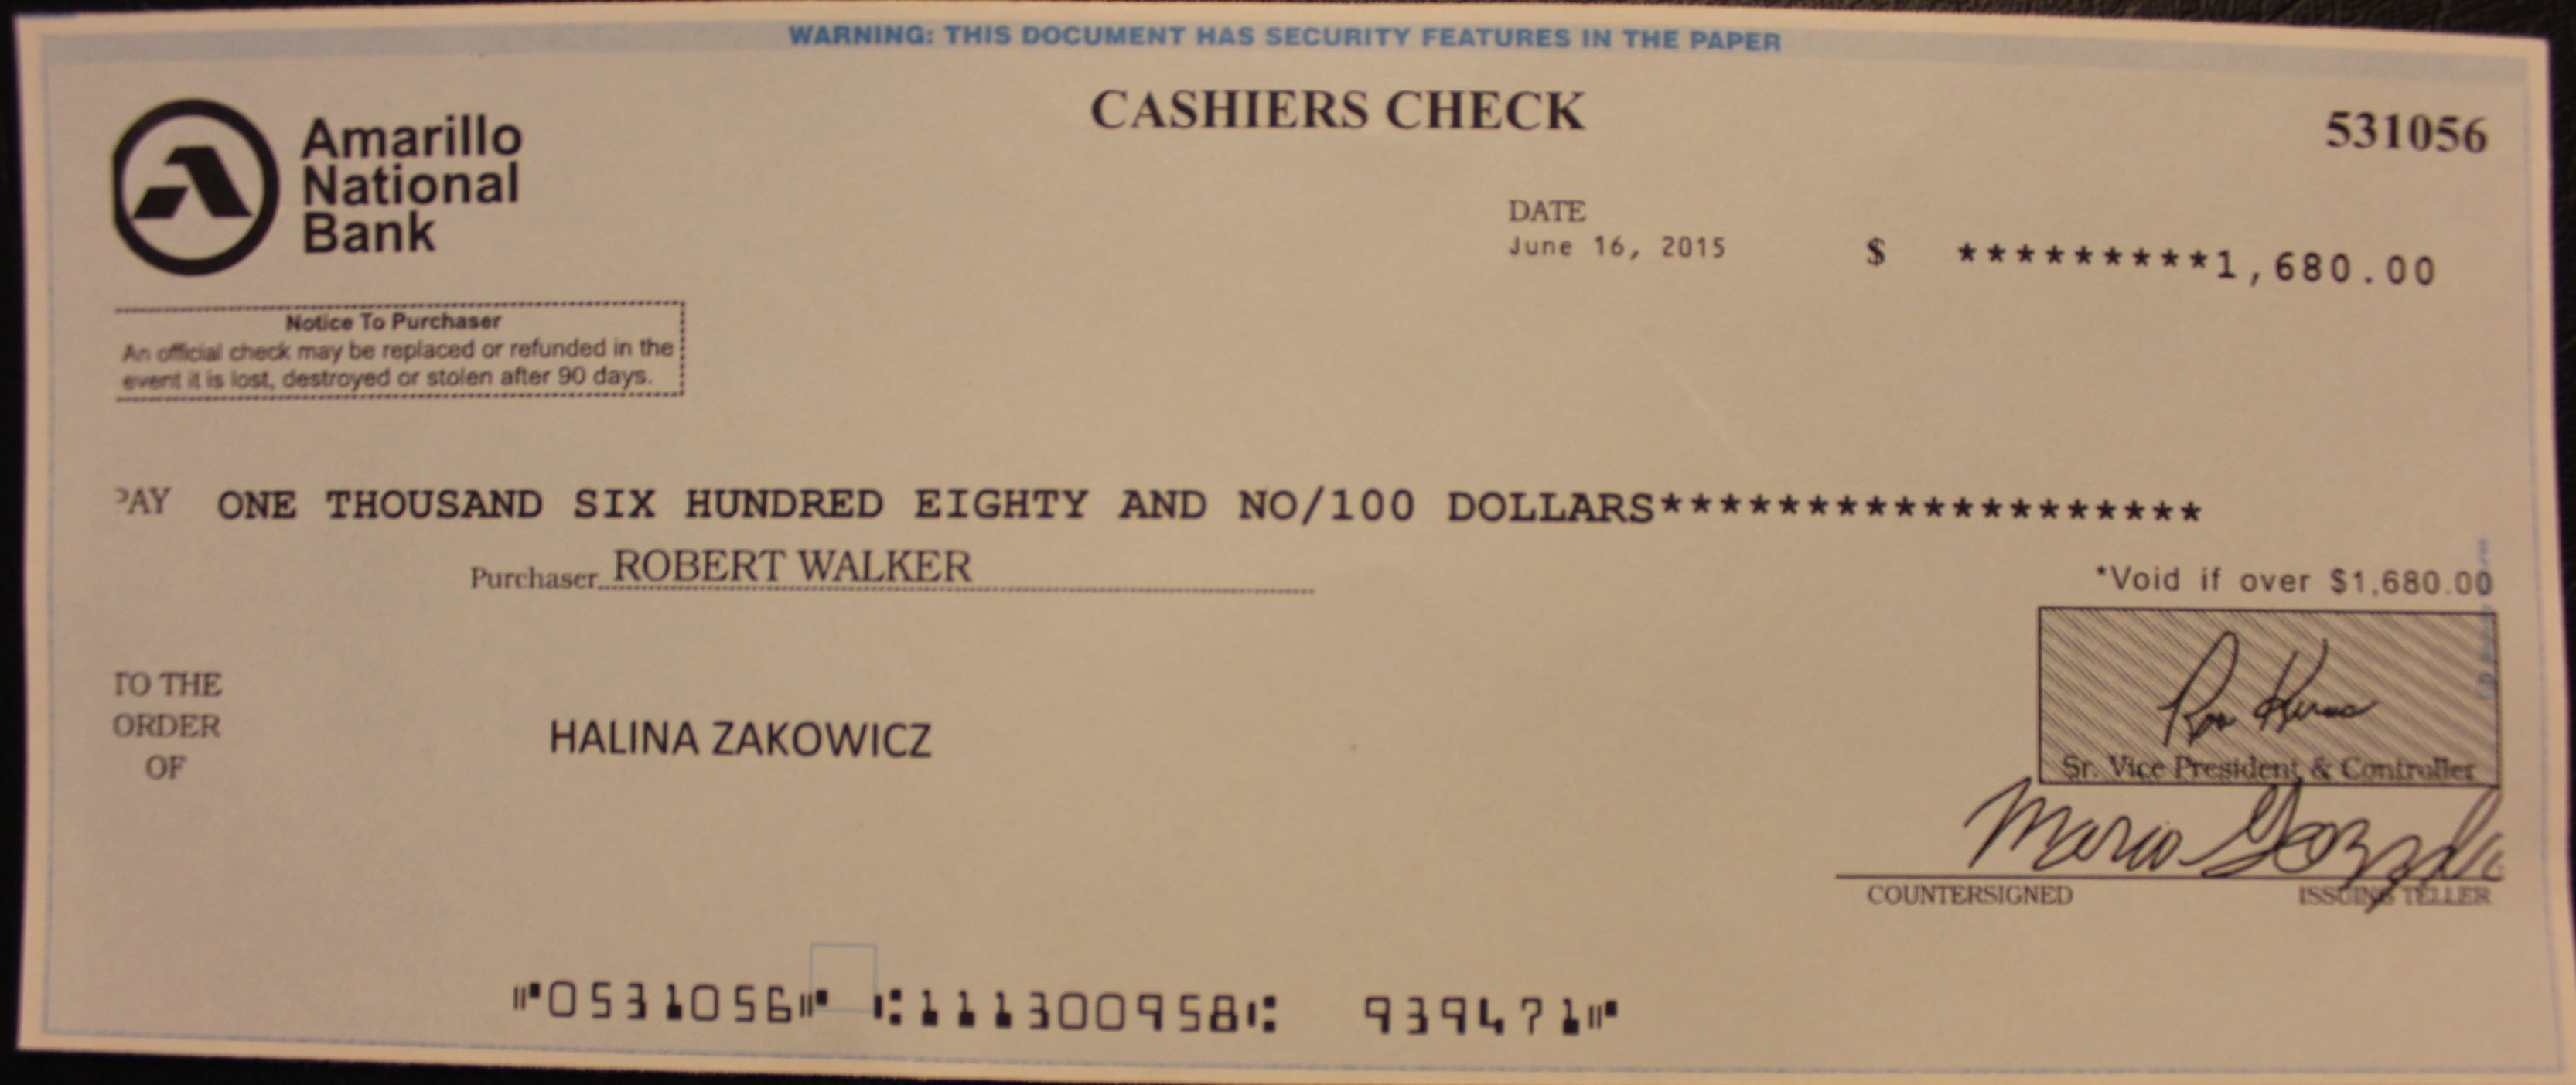 WARNING: THIS DOCUMENT HAS SECURITY FEATURES IN THE PAPER
CASHIERS CHECK
531056
Amarillo
National
Bank
DATE
June 16, 2015
$ *********1,680.00
Notice To Purchaser
An official check may be replaced or refunded in the
event it is lost, destroyed or stolen after 90 days.
PAY ONE THOUSAND SIX HUNDRED EIGHTY AND NO/100 DOLLARS*******************
Purchaser ROBERT WALKER
*Void if over $1,680.00
TO THE
ORDER
OF
HALINA ZAKOWICZ
Sr. Vice President & Controller
COUNTERSIGNED
ISSUING TELLER
⑈0531056⑈ ⑆111300958⑆ 939471⑈